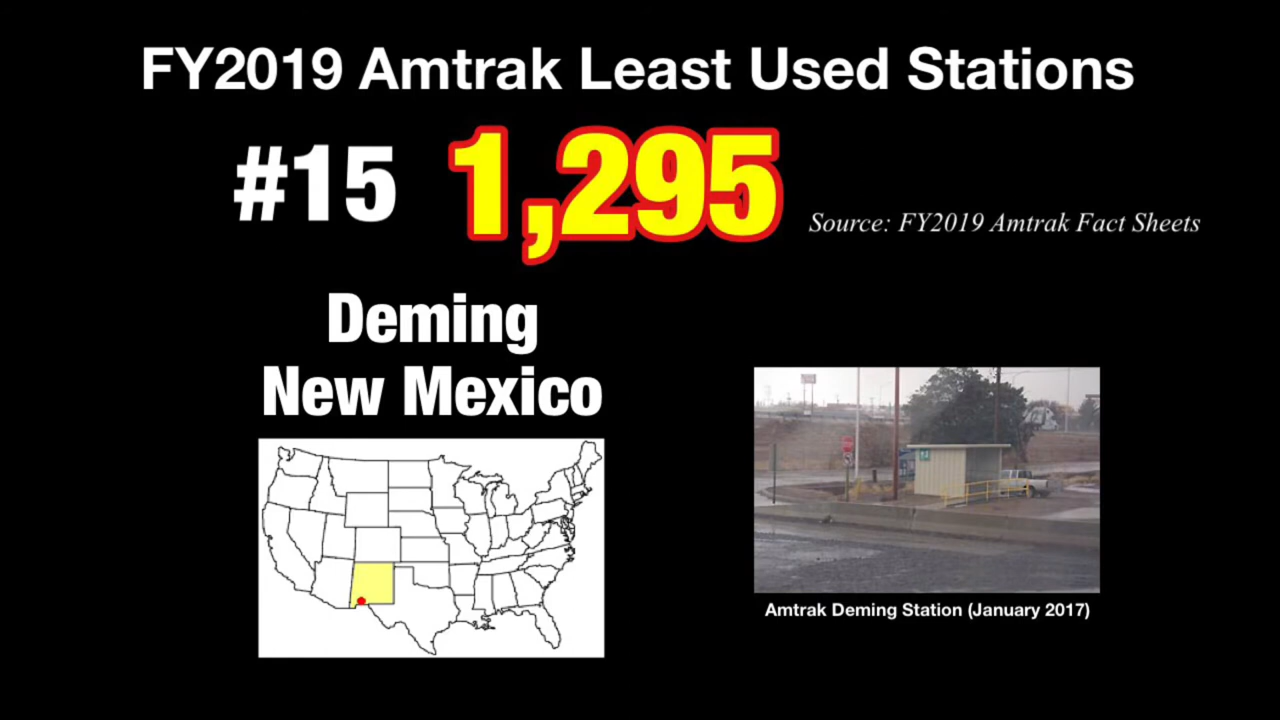 FY2019 Amtrak Least Used Stations
#15 1,295
Source: FY2019 Amtrak Fact Sheets
Deming
New Mexico
Amtrak Deming Station (January 2017)